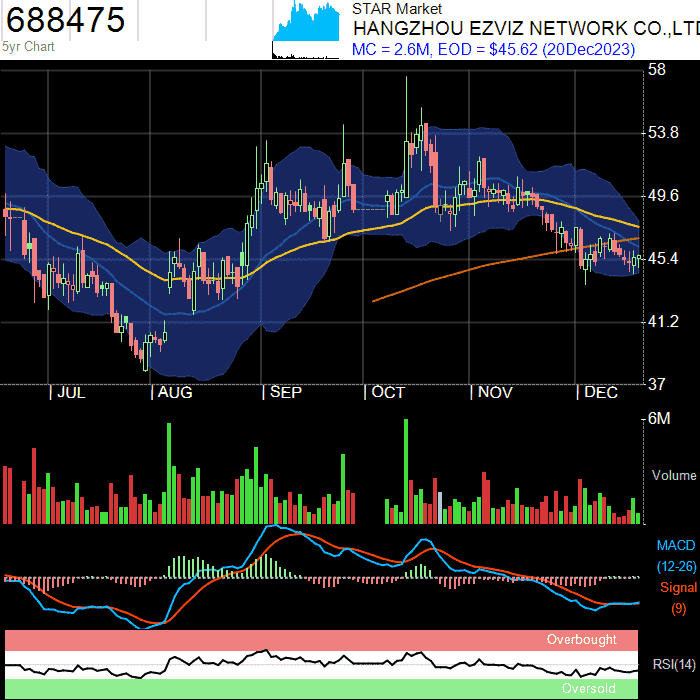 688475
5yr Chart
STAR Market
HANGZHOU EZVIZ NETWORK CO.,LTD
MC = 2.6M, EOD = $45.62 (20Dec2023)
58
53.8
49.6
45.4
41.2
37
JUL
AUG
SEP
OCT
NOV
DEC
6M
Volume
MACD
(12-26)
Signal
(9)
Overbought
RSI(14)
Oversold